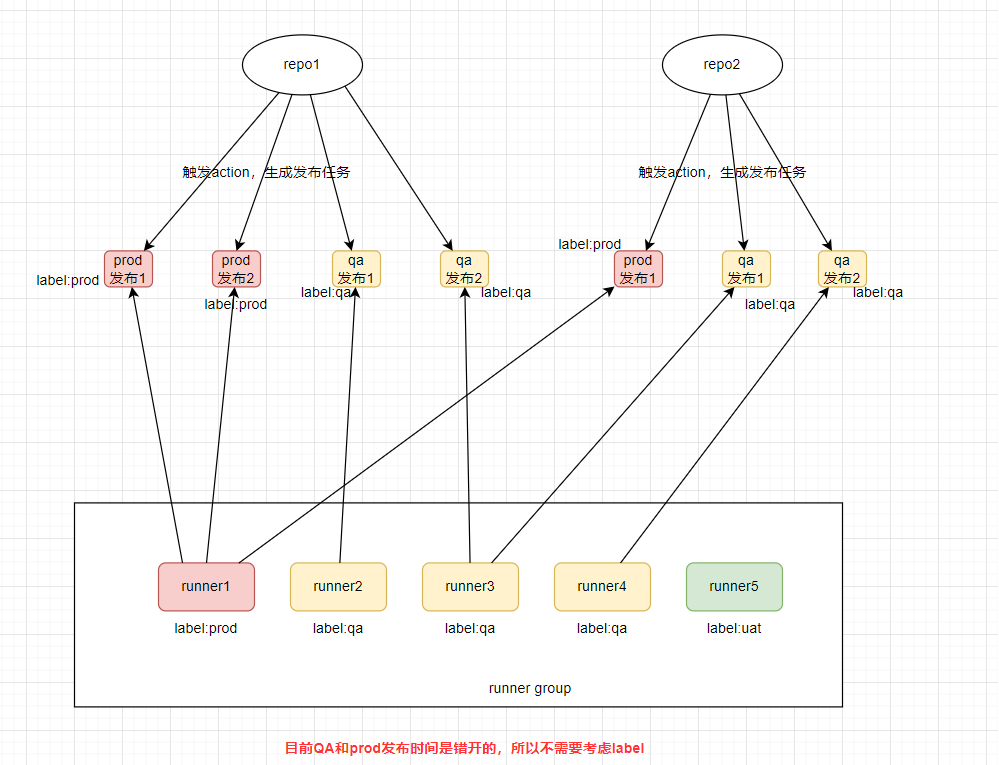 repo1
repo2
触发action，生成发布任务
触发action，生成发布任务
label:prod
prod
发布1
label:prod
prod
发布2
label:prod
qa
发布1
label:qa
qa
发布2
label:qa
prod
发布1
qa
发布1
label:qa
qa
发布2
label:qa
runner1
runner2
runner3
runner4
runner5
label:prod
label:qa
label:qa
label:qa
label:uat
runner group
目前QA和prod发布时间是错开的，所以不需要考虑label